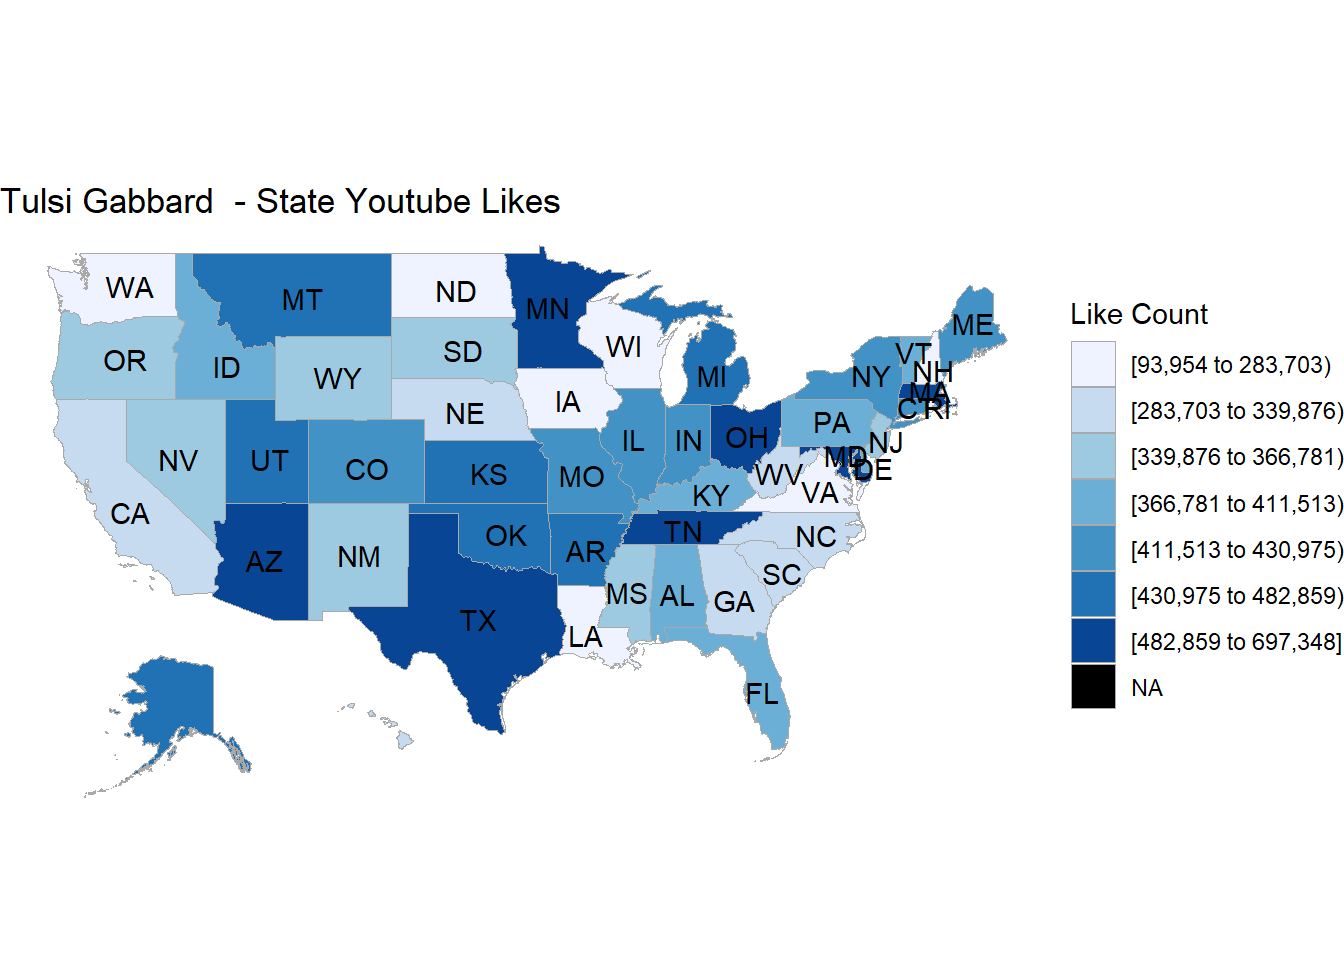 Tulsi Gabbard  - State Youtube Likes
WA
MT
ND
MN
ME
OR
ID
SD
WI
VT
NH
WY
MI
NY
MA
NE
IA
CT
RI
PA
NV
UT
CO
KS
MO
IL
IN
OH
NJ
MD
DE
WV
VA
KY
CA
AZ
NM
OK
AR
TN
NC
SC
TX
LA
MS
AL
GA
FL
Like Count
[93,954 to 283,703)
[283,703 to 339,876)
[339,876 to 366,781)
[366,781 to 411,513)
[411,513 to 430,975)
[430,975 to 482,859)
[482,859 to 697,348]
NA